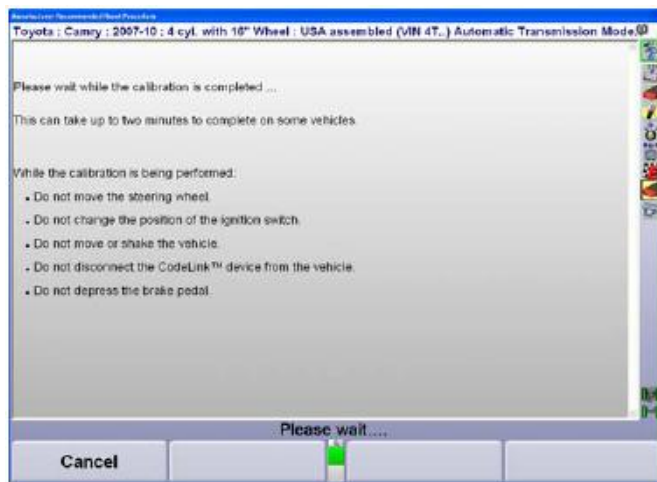 Manufacturer Recommended Reset Procedure
Toyota : Camry : 2007-10 : 4 cyl. with 16" Wheel : USA assembled (VIN 4T..) Automatic Transmission Mode
Please wait while the calibration is completed ...
This can take up to two minutes to complete on some vehicles.
While the calibration is being performed:
• Do not move the steering wheel.
• Do not change the position of the ignition switch.
• Do not move or shake the vehicle.
• Do not disconnect the CodeLink™ device from the vehicle.
• Do not depress the brake pedal.
Please wait....
Cancel